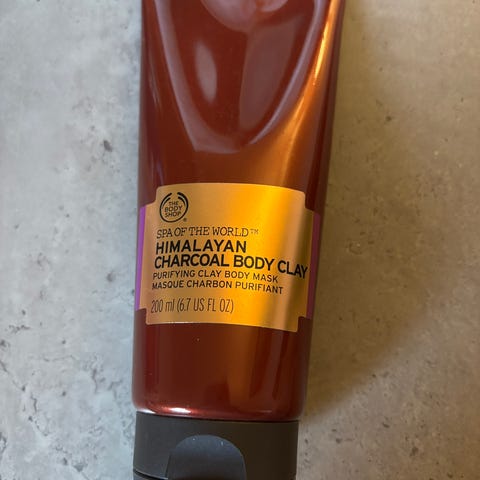 THE
BODY
SHOP
®
SPA OF THE WORLD™
HIMALAYAN
CHARCOAL BODY CLAY
PURIFYING CLAY BODY MASK
MASQUE CHARBON PURIFIANT
200 ml (6.7 US FL OZ)